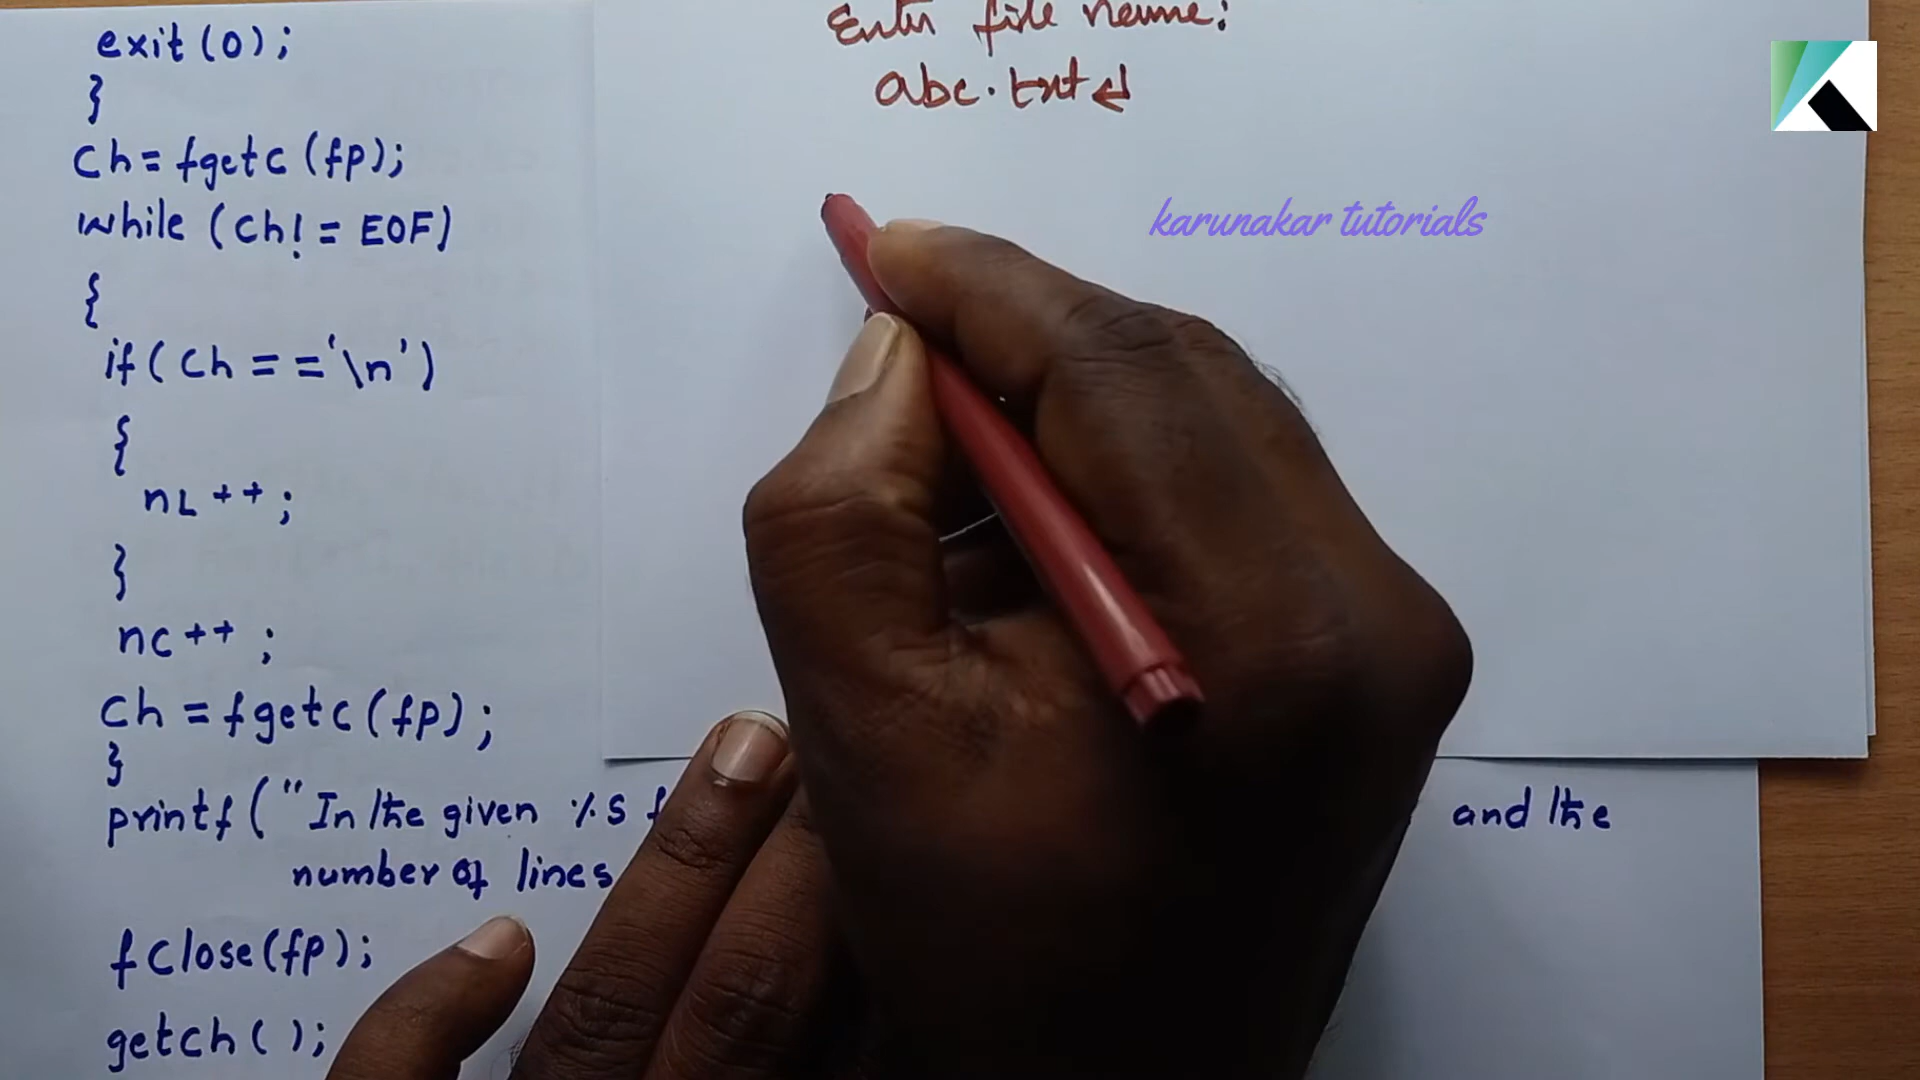 exit(0);
}
ch=fgetc(fp);
while (ch!=EOF)
{
if(ch=='\n')
{
nL++;
}
nc++;
ch=fgetc(fp);
}
printf("In the given %s
and the
number of lines
fclose(fp);
getch();
Enter file name:
abc.txt↵
karunakar tutorials
K